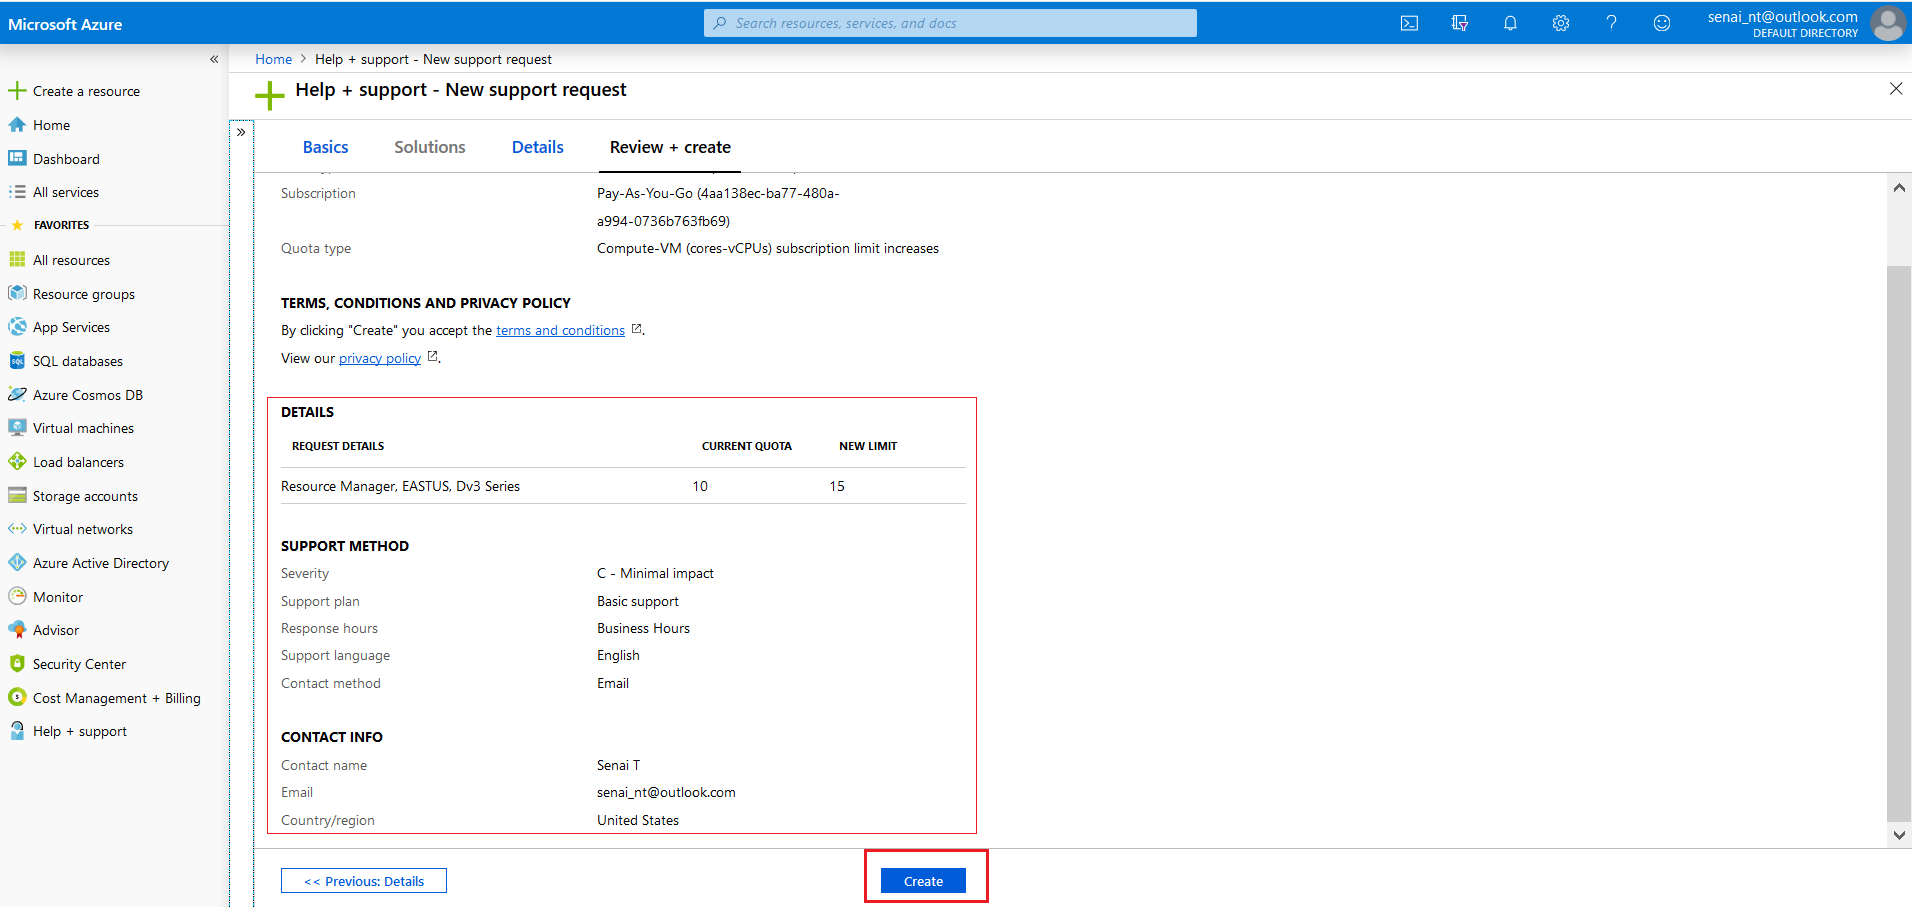 Microsoft Azure
Search resources, services, and docs
senai_nt@outlook.com
DEFAULT DIRECTORY
«
Create a resource
Home
Dashboard
All services
FAVORITES
All resources
Resource groups
App Services
SQL databases
Azure Cosmos DB
Virtual machines
Load balancers
Storage accounts
Virtual networks
Azure Active Directory
Monitor
Advisor
Security Center
Cost Management + Billing
Help + support
Home > Help + support - New support request
Help + support - New support request
»
Basics Solutions Details Review + create
Subscription Pay-As-You-Go (4aa138ec-ba77-480a-
a994-0736b763fb69)
Quota type Compute-VM (cores-vCPUs) subscription limit increases
TERMS, CONDITIONS AND PRIVACY POLICY
By clicking "Create" you accept the terms and conditions .
View our privacy policy .
DETAILS
REQUEST DETAILS CURRENT QUOTA NEW LIMIT
Resource Manager, EASTUS, Dv3 Series 10 15
SUPPORT METHOD
Severity C - Minimal impact
Support plan Basic support
Response hours Business Hours
Support language English
Contact method Email
CONTACT INFO
Contact name Senai T
Email senai_nt@outlook.com
Country/region United States
<< Previous: Details Create